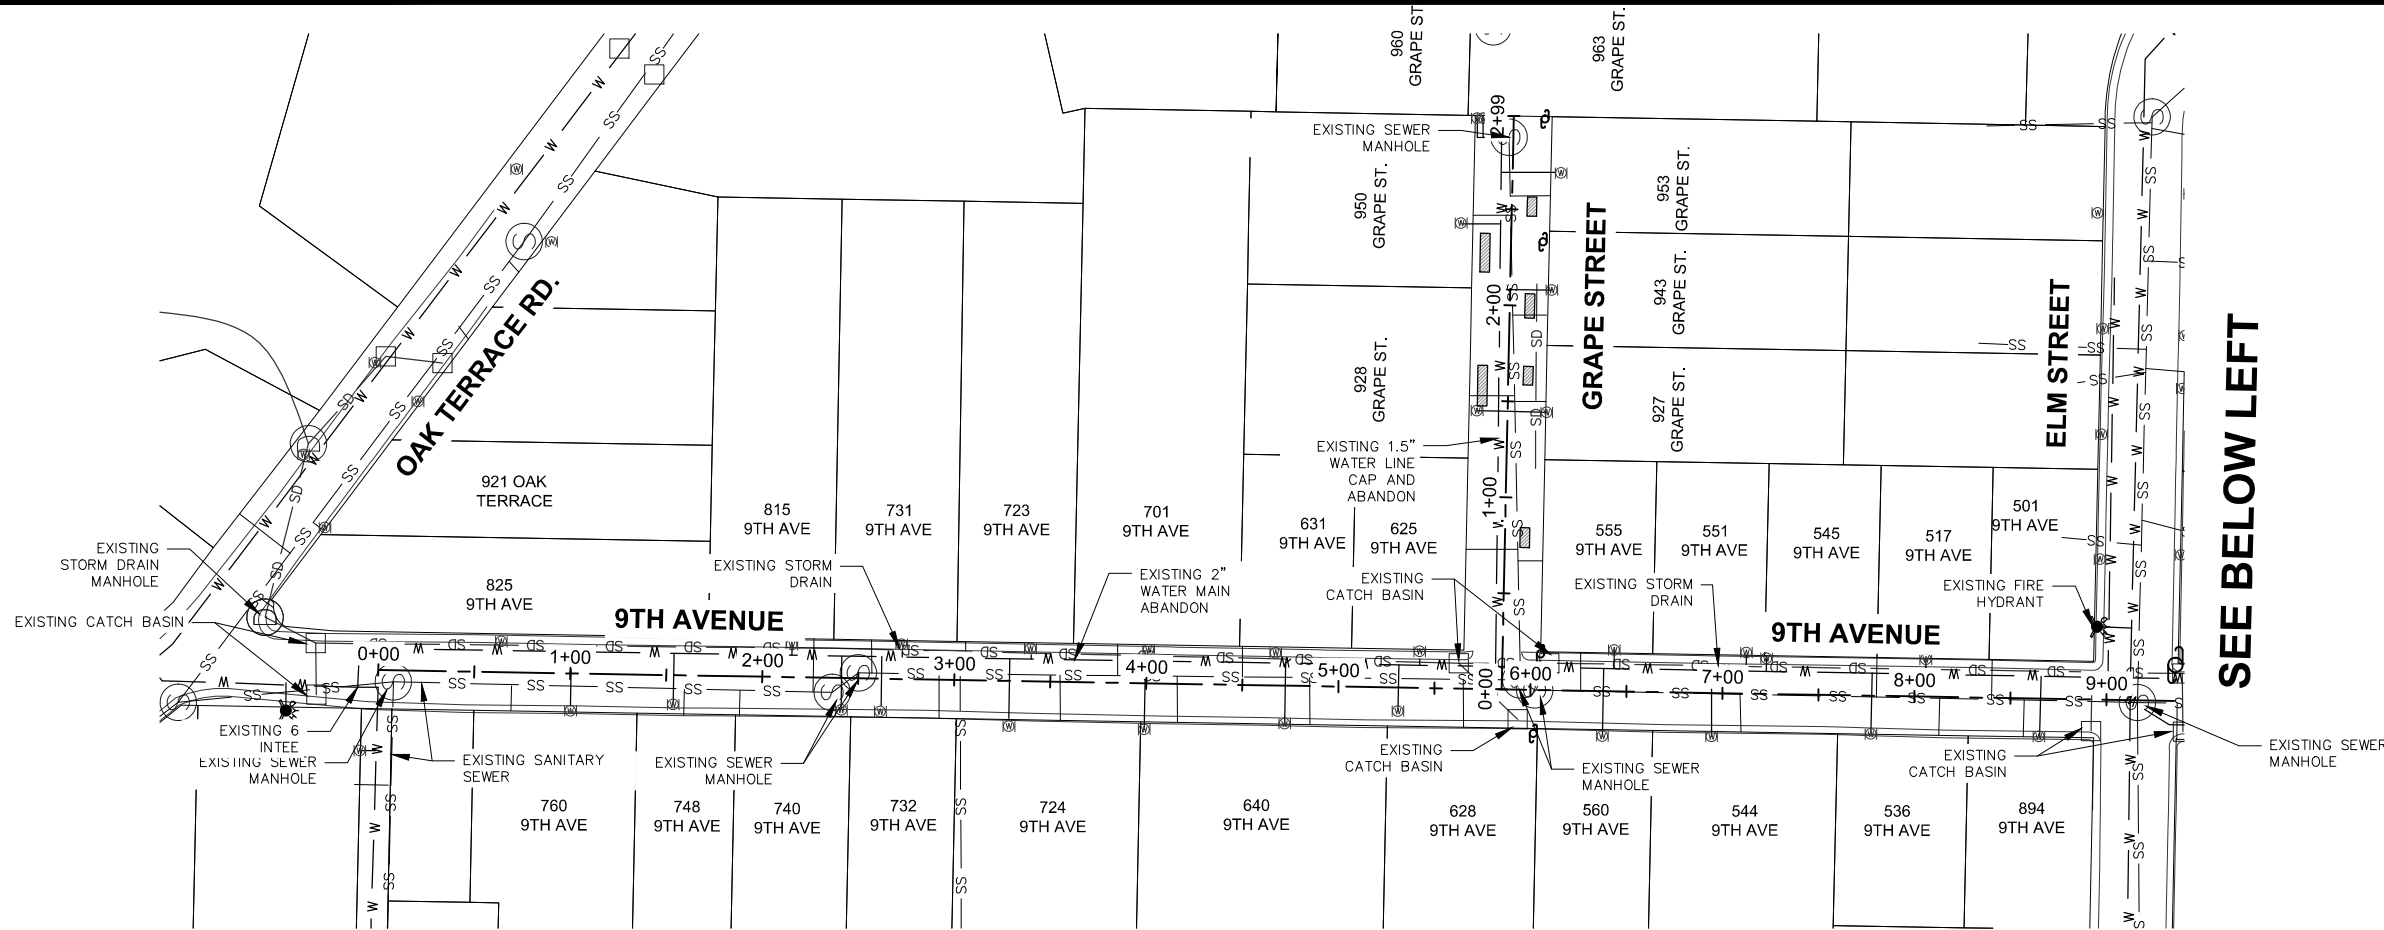 960
GRAPE ST
963
GRAPE ST.
2+99
EXISTING SEWER
MANHOLE
950
GRAPE ST.
953
GRAPE ST.
GRAPE STREET
943
GRAPE ST.
2+00
ELM STREET
SEE BELOW LEFT
OAK TERRACE RD.
928
GRAPE ST.
927
GRAPE ST.
EXISTING 1.5”
WATER LINE
CAP AND
ABANDON
1+00
921 OAK
TERRACE
815
9TH AVE
731
9TH AVE
723
9TH AVE
701
9TH AVE
631
9TH AVE
625
9TH AVE
555
9TH AVE
551
9TH AVE
545
9TH AVE
517
9TH AVE
501
9TH AVE
EXISTING
STORM DRAIN
MANHOLE
EXISTING CATCH BASIN
825
9TH AVE
9TH AVENUE
EXISTING STORM
DRAIN
EXISTING 2”
WATER MAIN
ABANDON
EXISTING
CATCH BASIN
EXISTING STORM
DRAIN
9TH AVENUE
EXISTING FIRE
HYDRANT
0+00
1+00
2+00
3+00
4+00
5+00
0+00
6+00
7+00
8+00
9+00
EXISTING 6
INTEE
EXISTING SEWER
MANHOLE
EXISTING SANITARY
SEWER
EXISTING SEWER
MANHOLE
EXISTING
CATCH BASIN
EXISTING SEWER
MANHOLE
EXISTING
CATCH BASIN
EXISTING SEWER
MANHOLE
760
9TH AVE
748
9TH AVE
740
9TH AVE
732
9TH AVE
724
9TH AVE
640
9TH AVE
628
9TH AVE
560
9TH AVE
544
9TH AVE
536
9TH AVE
894
9TH AVE
SS
W
SD